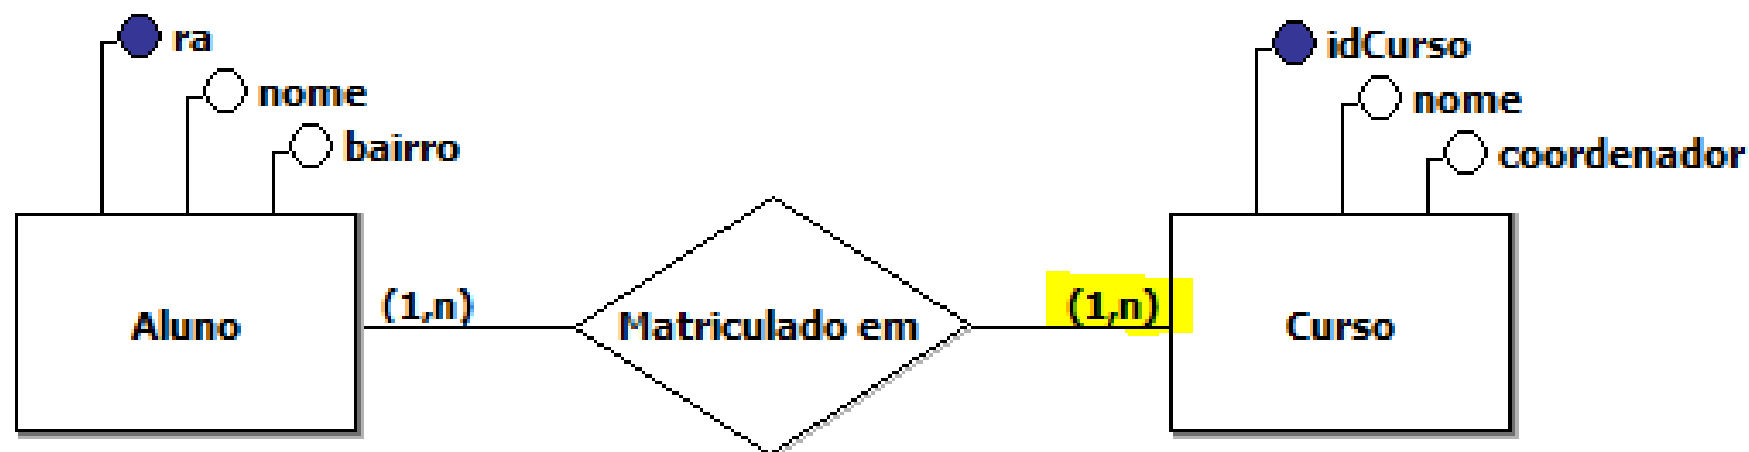 ra
nome
bairro
idCurso
nome
coordenador
Aluno
(1,n)
Matriculado em
(1,n)
Curso